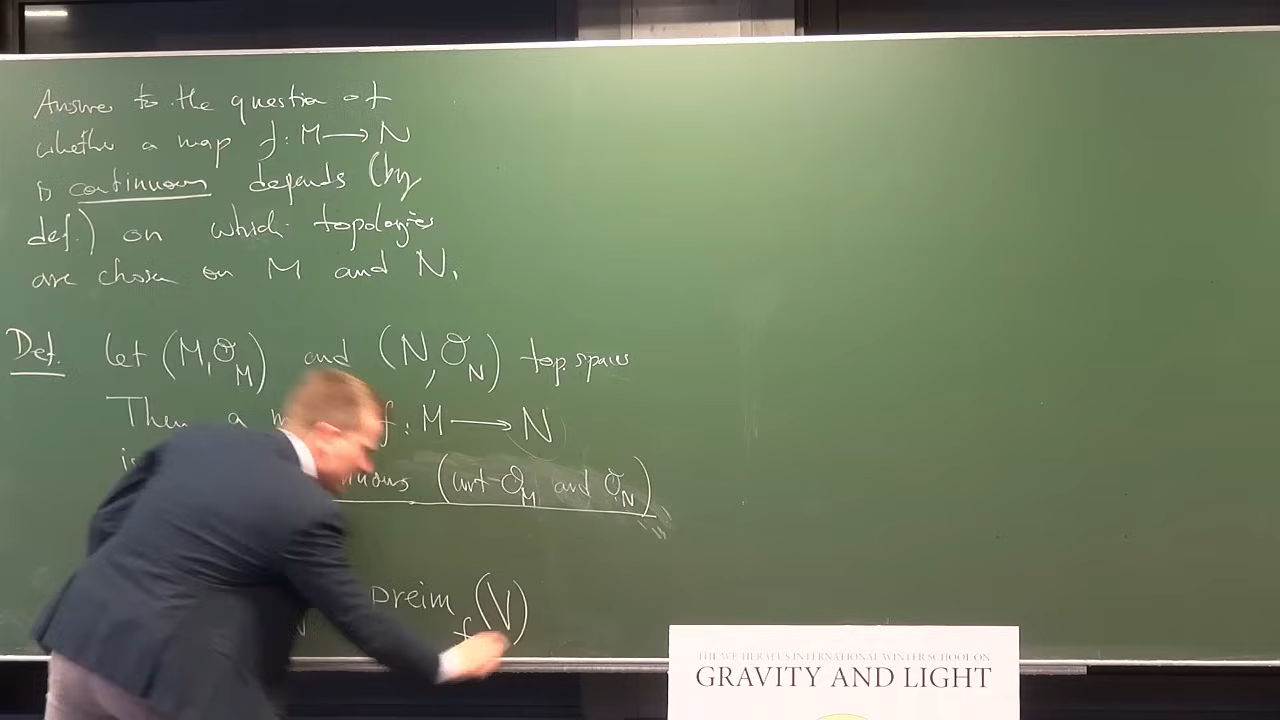 Answer to the question of
whether a map f: M ⟶ N
is continuous depends (by
def.) on which topologies
are chosen on M and N.
Def. let (M, 𝒪_M) and (N, 𝒪_N) top. spaces
Then a f: M ⟶ N
(wrt 𝒪_M and 𝒪_N)
preim_f (V)
THE WE-HERAEUS INTERNATIONAL WINTER SCHOOL ON
GRAVITY AND LIGHT